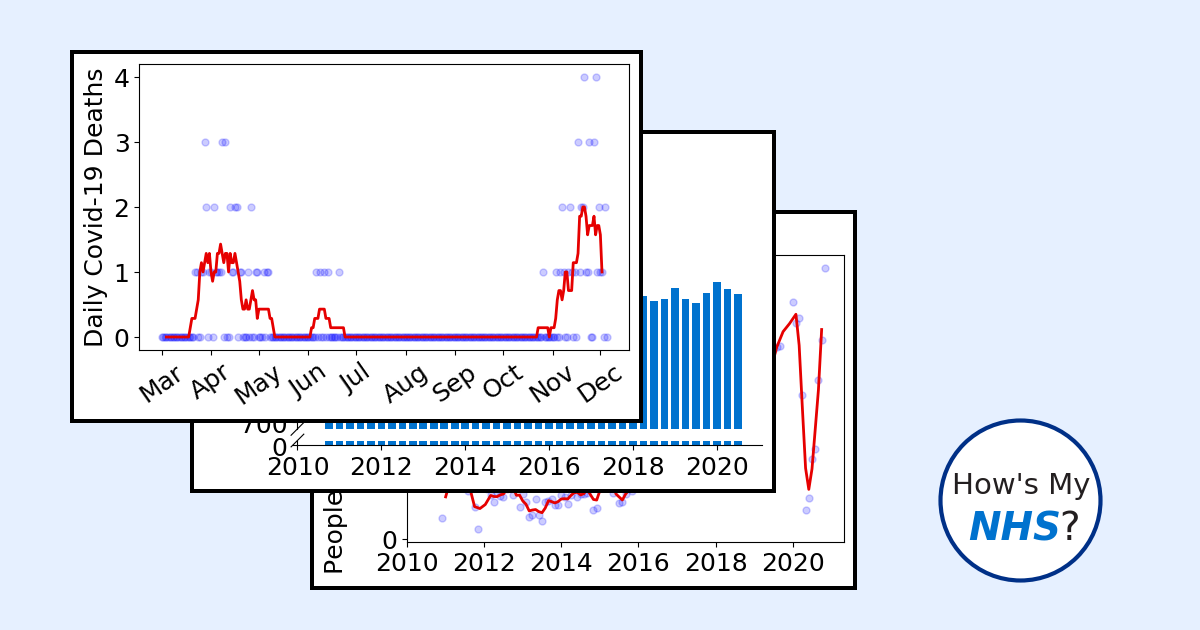 Daily Covid-19 Deaths
4
3
2
1
0
Mar Apr May Jun Jul Aug Sep Oct Nov Dec
700
0
2010 2012 2014 2016 2018 2020
People
0
2010 2012 2014 2016 2018 2020
How's My
NHS?